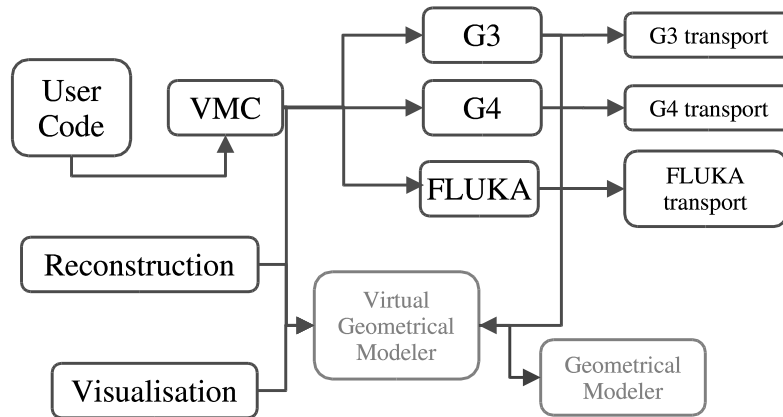 User
Code
VMC
G3
G4
FLUKA
G3 transport
G4 transport
FLUKA
transport
Reconstruction
Visualisation
Virtual
Geometrical
Modeler
Geometrical
Modeler